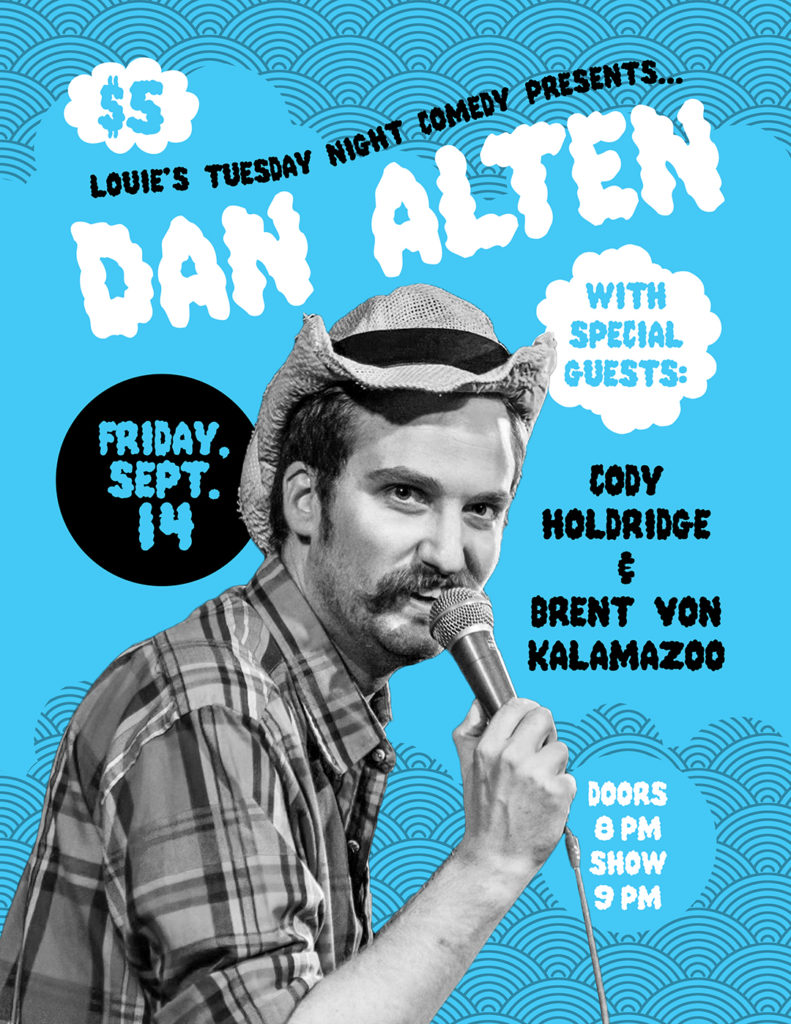 $5
LOUIE'S TUESDAY NIGHT COMEDY PRESENTS...
DAN ALTEN
WITH
SPECIAL
GUESTS:
FRIDAY,
SEPT.
14
CODY
HOLDRIDGE
&
BRENT VON
KALAMAZOO
DOORS
8 PM
SHOW
9 PM